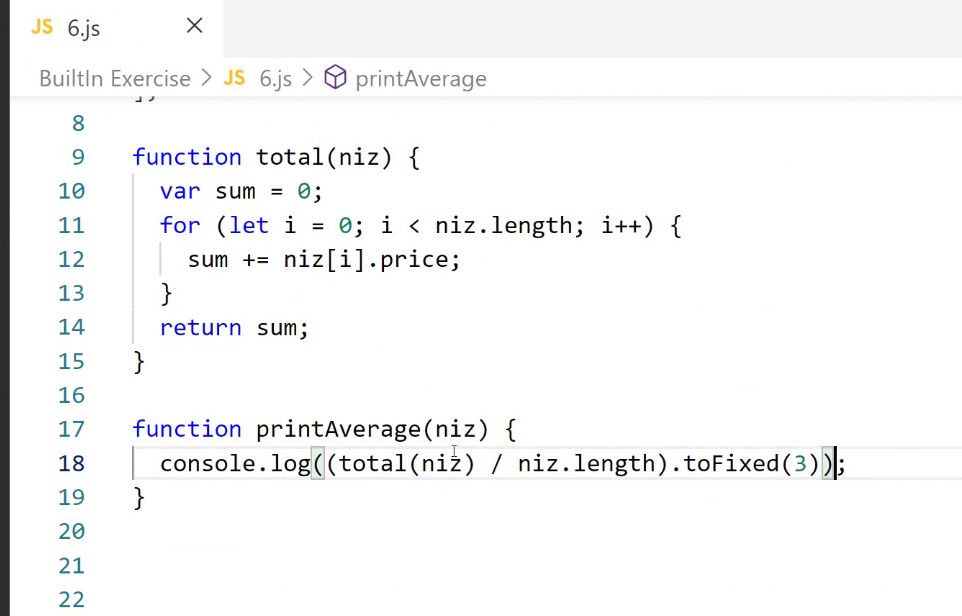 JS 6.js ×
BuiltIn Exercise > JS 6.js > printAverage
];
8
9 function total(niz) {
10 var sum = 0;
11 for (let i = 0; i < niz.length; i++) {
12 sum += niz[i].price;
13 }
14 return sum;
15 }
16
17 function printAverage(niz) {
18 console.log((total(niz) / niz.length).toFixed(3));
19 }
20
21
22